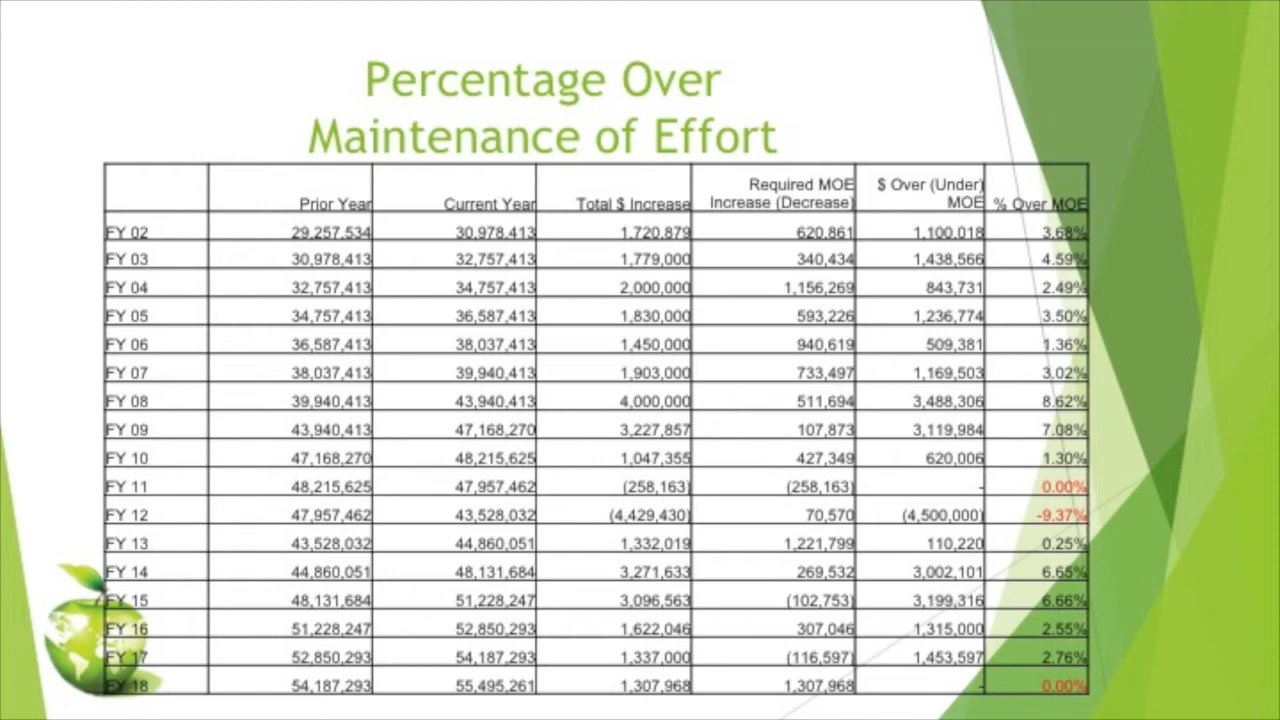 Percentage Over
Maintenance of Effort
Prior Year Current Year Total $ Increase Required MOE Increase (Decrease) $ Over (Under) MOE % Over MOE
FY 02 29,257,534 30,978,413 1,720,879 620,861 1,100,018 3.68%
FY 03 30,978,413 32,757,413 1,779,000 340,434 1,438,566 4.59%
FY 04 32,757,413 34,757,413 2,000,000 1,156,269 843,731 2.49%
FY 05 34,757,413 36,587,413 1,830,000 593,226 1,236,774 3.50%
FY 06 36,587,413 38,037,413 1,450,000 940,619 509,381 1.36%
FY 07 38,037,413 39,940,413 1,903,000 733,497 1,169,503 3.02%
FY 08 39,940,413 43,940,413 4,000,000 511,694 3,488,306 8.62%
FY 09 43,940,413 47,168,270 3,227,857 107,873 3,119,984 7.08%
FY 10 47,168,270 48,215,625 1,047,355 427,349 620,006 1.30%
FY 11 48,215,625 47,957,462 (258,163) (258,163) - 0.00%
FY 12 47,957,462 43,528,032 (4,429,430) 70,570 (4,500,000) -9.37%
FY 13 43,528,032 44,860,051 1,332,019 1,221,799 110,220 0.25%
FY 14 44,860,051 48,131,684 3,271,633 269,532 3,002,101 6.65%
FY 15 48,131,684 51,228,247 3,096,563 (102,753) 3,199,316 6.66%
FY 16 51,228,247 52,850,293 1,622,046 307,046 1,315,000 2.55%
FY 17 52,850,293 54,187,293 1,337,000 (116,597) 1,453,597 2.76%
FY 18 54,187,293 55,495,261 1,307,968 1,307,968 - 0.00%